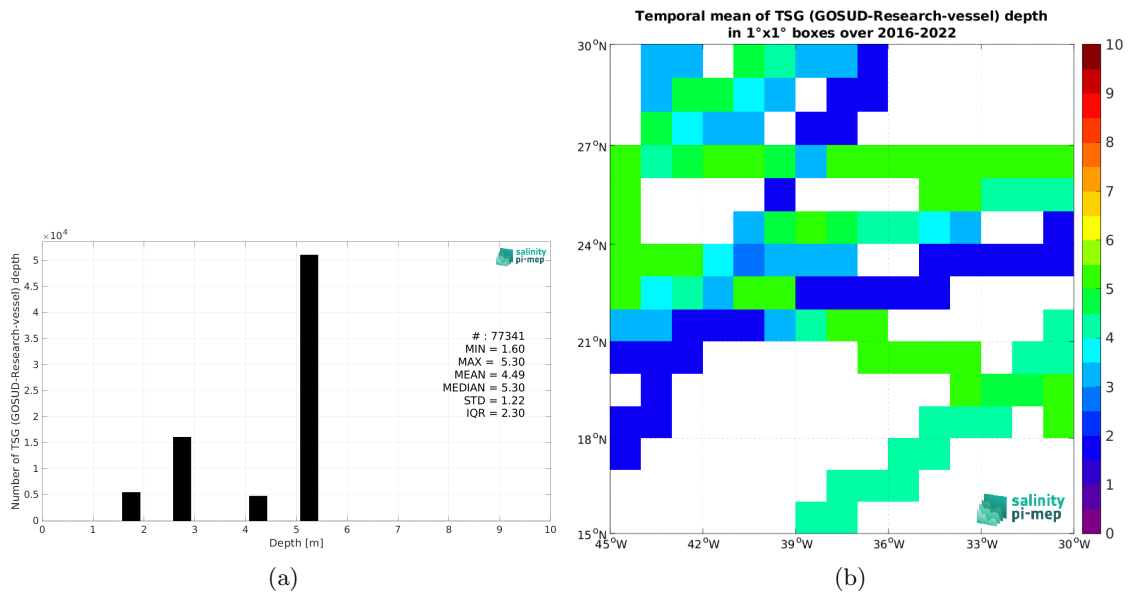 ×10⁴
5
4.5
4
3.5
3
2.5
2
1.5
1
0.5
0
Number of TSG (GOSUD-Research-vessel) depth
salinity
pi-mep
# : 77341
MIN = 1.60
MAX = 5.30
MEAN = 4.49
MEDIAN = 5.30
STD = 1.22
IQR = 2.30
0 1 2 3 4 5 6 7 8 9 10
Depth [m]
(a)
Temporal mean of TSG (GOSUD-Research-vessel) depth
in 1°x1° boxes over 2016-2022
30°N
27°N
24°N
21°N
18°N
15°N
45°W 42°W 39°W 36°W 33°W 30°W
salinity
pi-mep
10
9
8
7
6
5
4
3
2
1
0
(b)